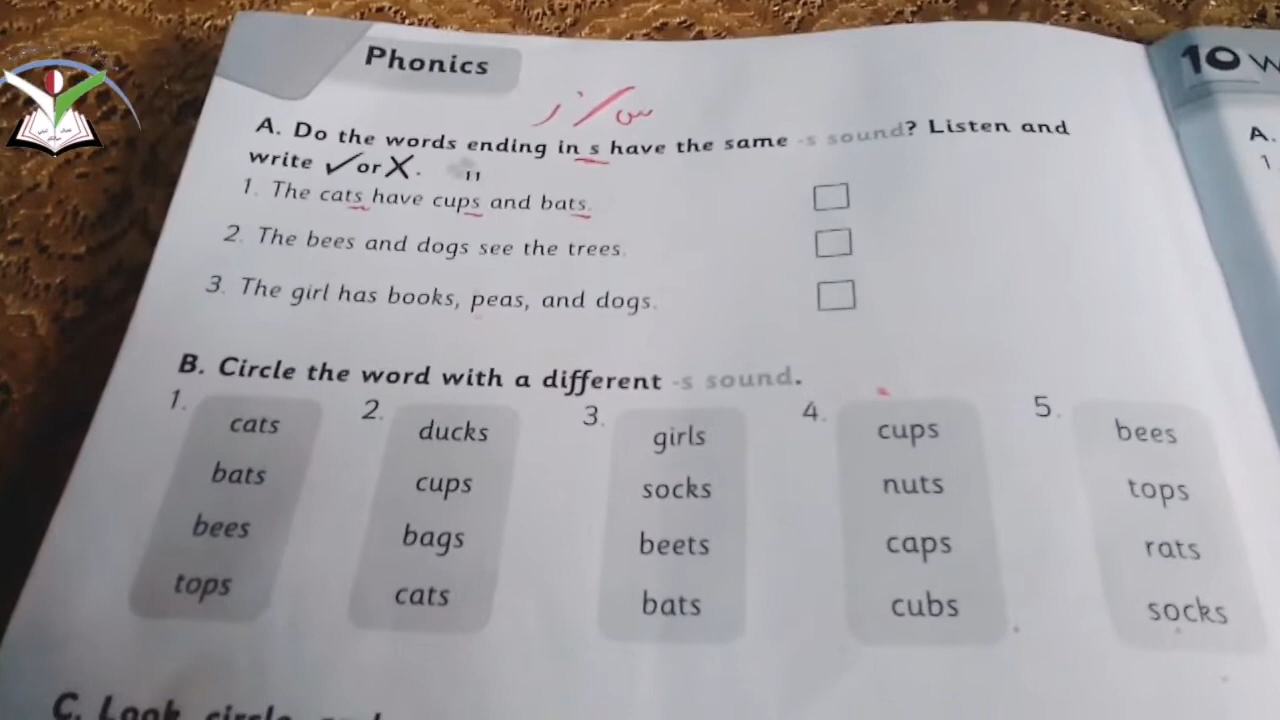 Phonics
ز / س
A. Do the words ending in s have the same -s sound? Listen and
write ✓ or X.
1. The cats have cups and bats.
2. The bees and dogs see the trees.
3. The girl has books, peas, and dogs.
B. Circle the word with a different -s sound.
1.
cats
bats
bees
tops
2.
ducks
cups
bags
cats
3.
girls
socks
beets
bats
4.
cups
nuts
caps
cubs
5.
bees
tops
rats
socks
C. Look, circle
10 W
A.
1.